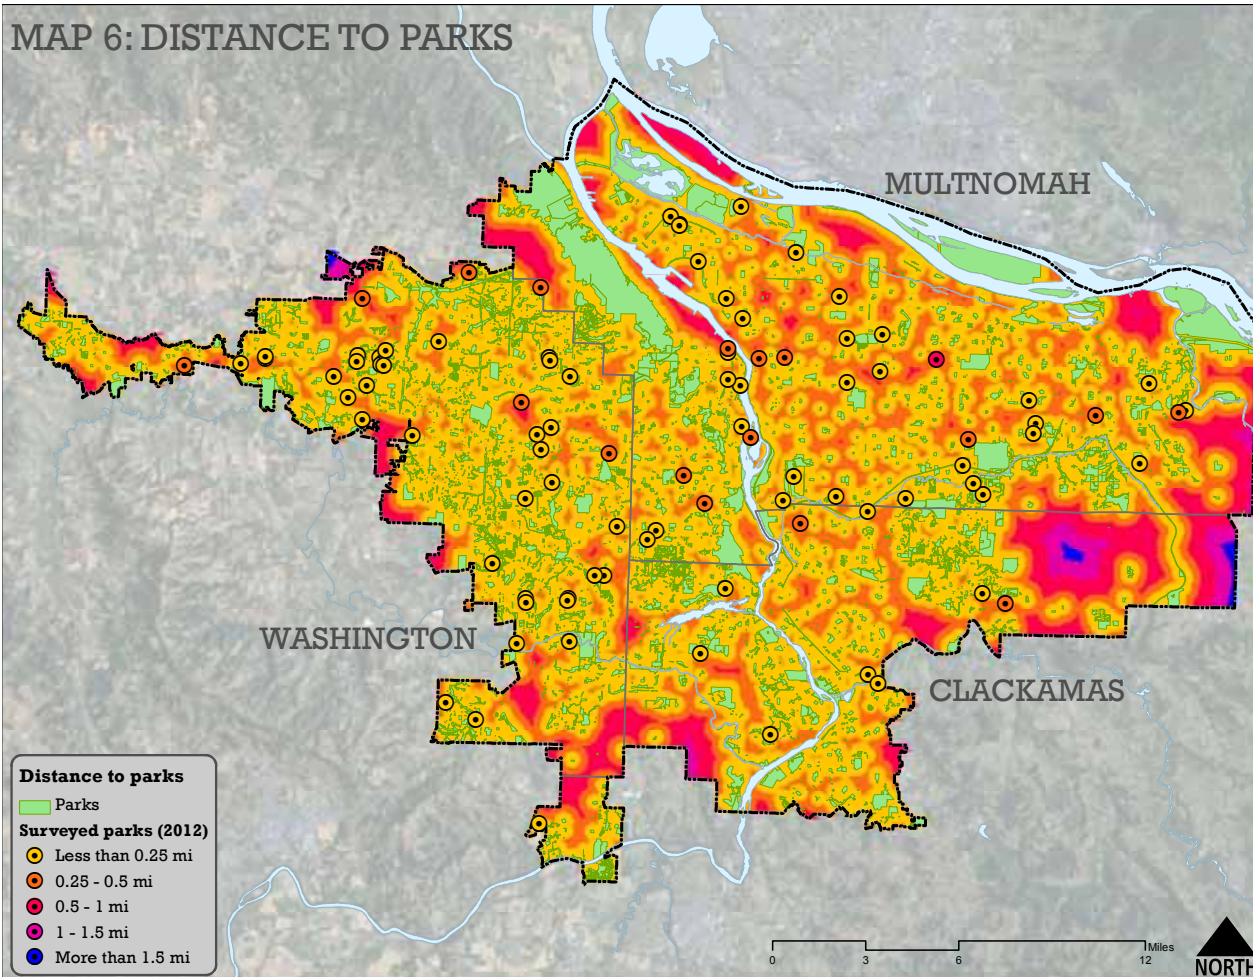 MAP 6: DISTANCE TO PARKS
MULTNOMAH
WASHINGTON
CLACKAMAS
Distance to parks
Parks
Surveyed parks (2012)
Less than 0.25 mi
0.25 - 0.5 mi
0.5 - 1 mi
1 - 1.5 mi
More than 1.5 mi
Miles
0 3 6 12
NORTH